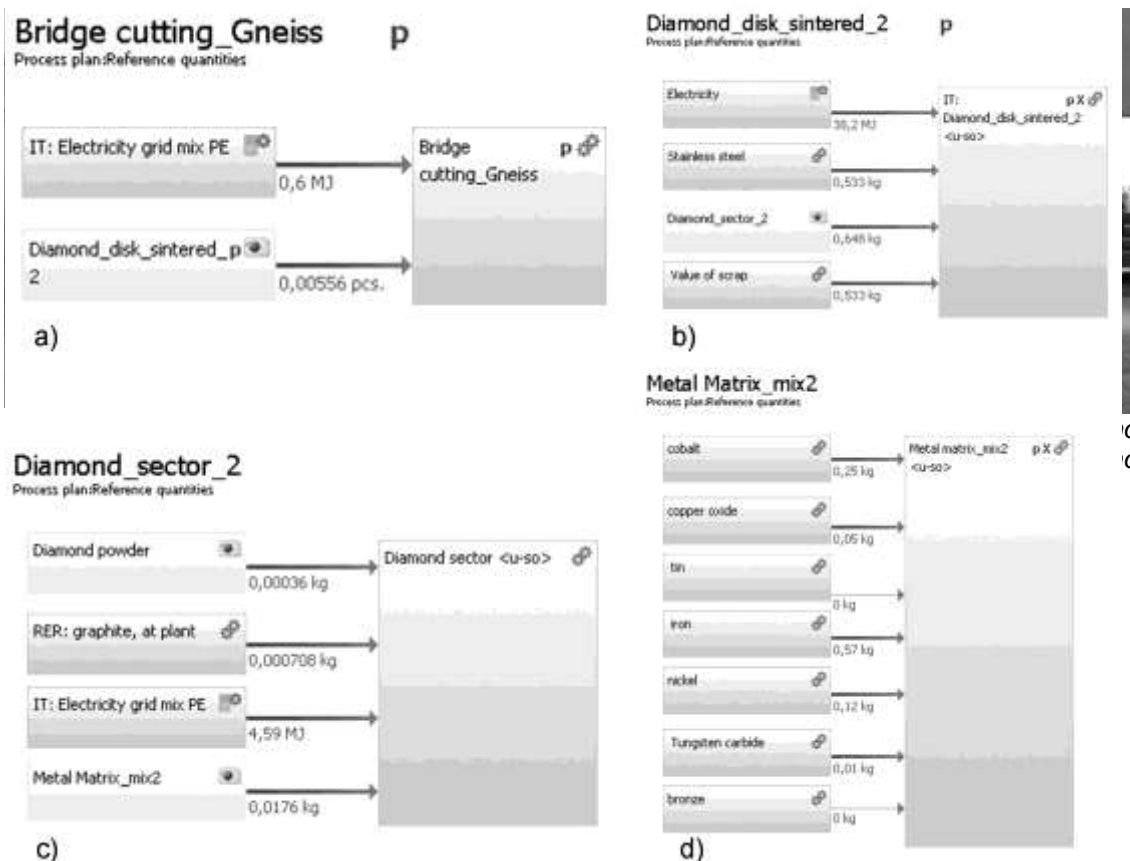 Bridge cutting_Gneiss p
Process plan:Reference quantities
IT: Electricity grid mix PE
0,6 MJ
Diamond_disk_sintered_p
2
0,00556 pcs.
Bridge p
cutting_Gneiss
a)
Diamond_disk_sintered_2 p
Process plan:Reference quantities
Electricity
38,2 MJ
Stainless steel
0,533 kg
Diamond_sector_2
0,648 kg
Value of scrap
0,533 kg
IT: p X
Diamond_disk_sintered_2
<u-so>
b)
Diamond_sector_2
Process plan:Reference quantities
Diamond powder
0,00036 kg
RER: graphite, at plant
0,000708 kg
IT: Electricity grid mix PE
4,59 MJ
Metal Matrix_mix2
0,0176 kg
Diamond sector <u-so>
c)
Metal Matrix_mix2
Process plan:Reference quantities
cobalt
0,25 kg
copper oxide
0,05 kg
tin
0 kg
iron
0,57 kg
nickel
0,12 kg
Tungsten carbide
0,01 kg
bronze
0 kg
Metal matrix_mix2 p X
<u-so>
d)